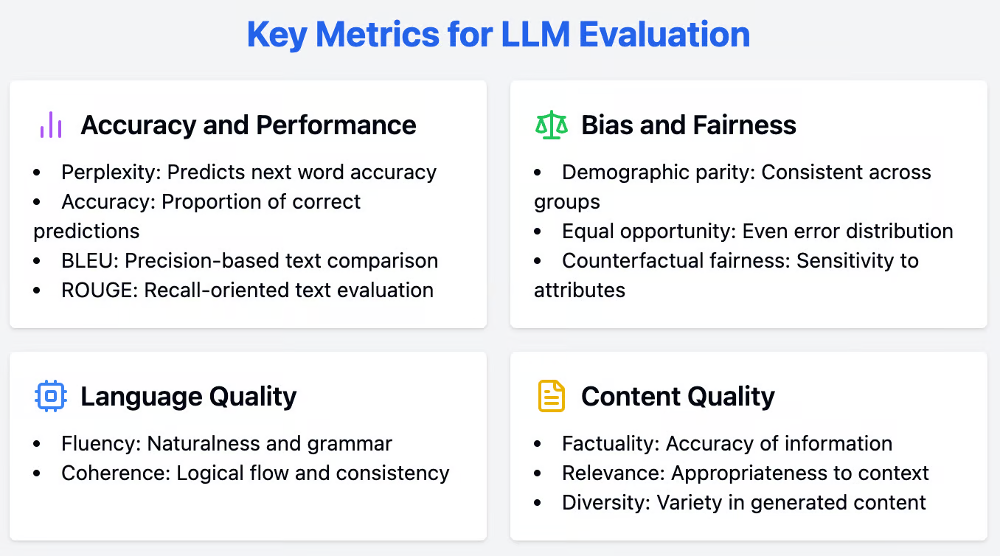 Key Metrics for LLM Evaluation
Accuracy and Performance
• Perplexity: Predicts next word accuracy
• Accuracy: Proportion of correct
predictions
• BLEU: Precision-based text comparison
• ROUGE: Recall-oriented text evaluation
Bias and Fairness
• Demographic parity: Consistent across
groups
• Equal opportunity: Even error distribution
• Counterfactual fairness: Sensitivity to
attributes
Language Quality
• Fluency: Naturalness and grammar
• Coherence: Logical flow and consistency
Content Quality
• Factuality: Accuracy of information
• Relevance: Appropriateness to context
• Diversity: Variety in generated content